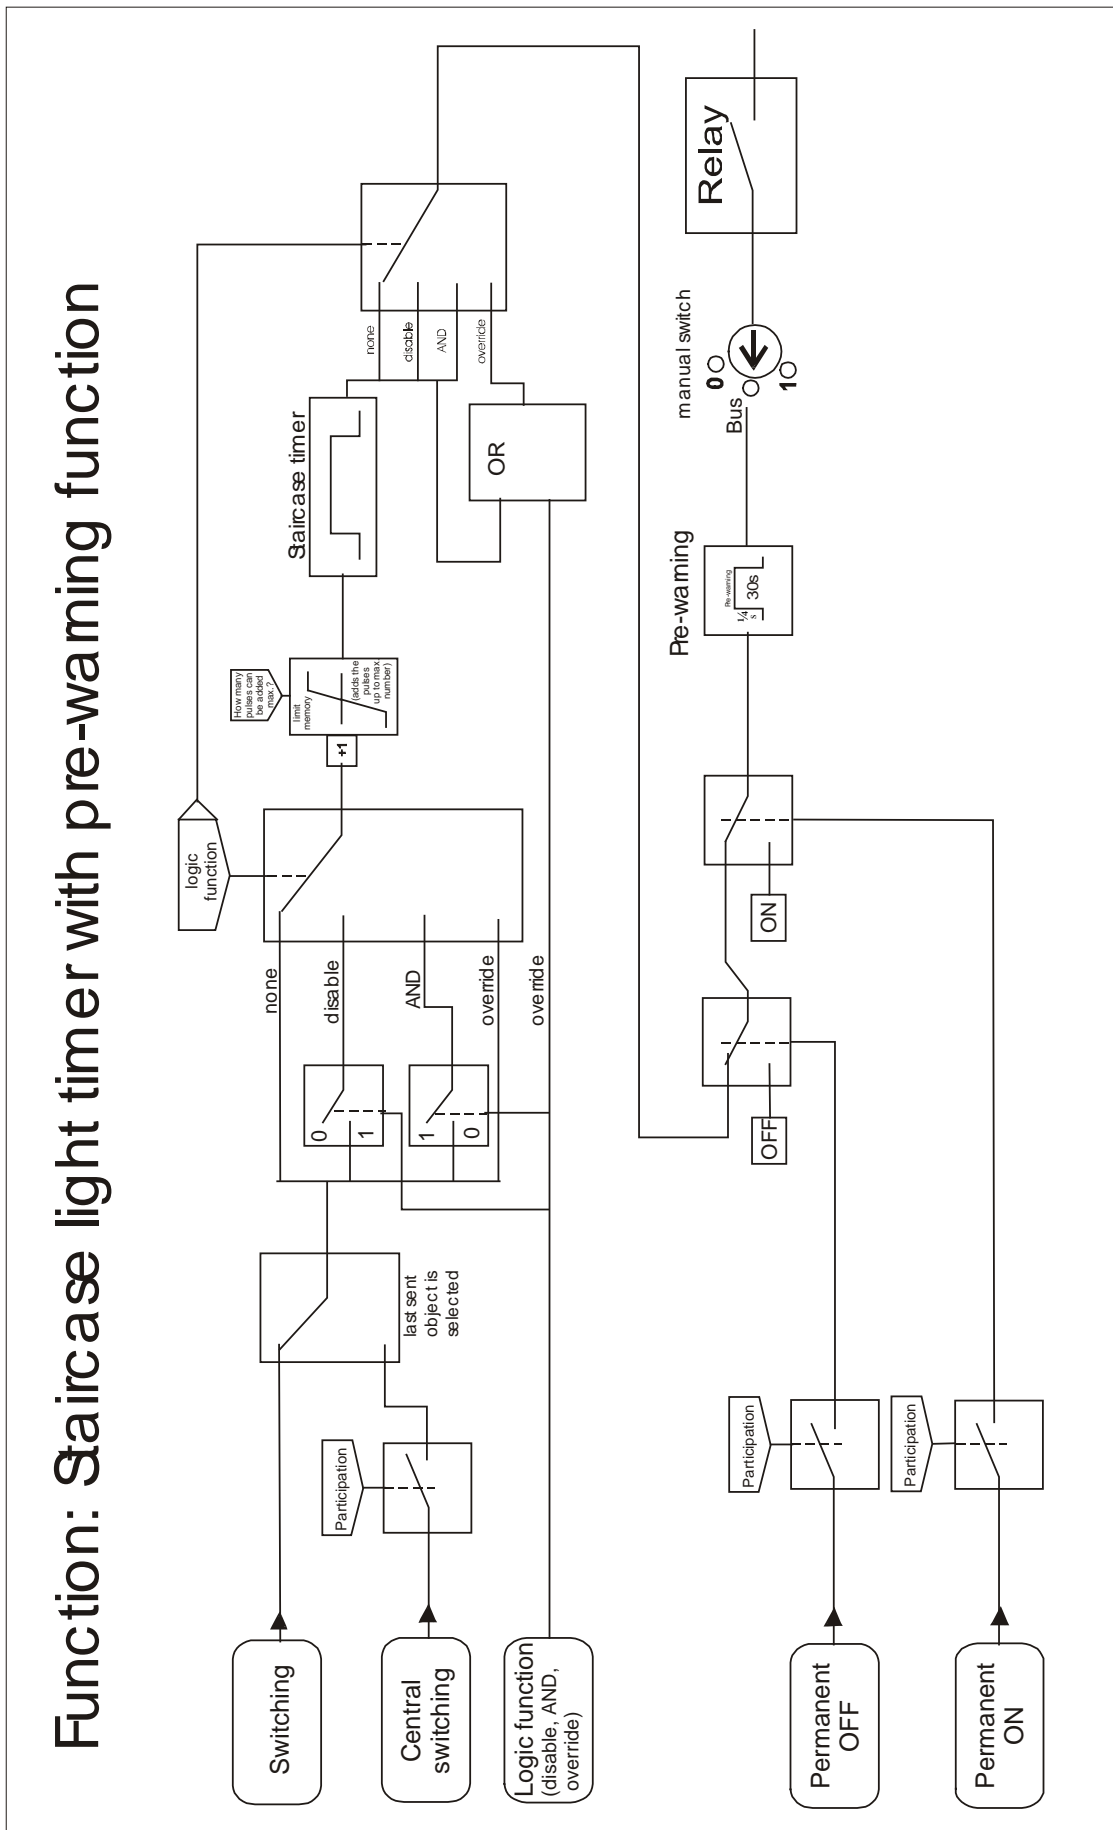 Function: Staircase light timer with pre-warning function
Switching
Central
switching
Logic function
(disable, AND,
override)
Participation
last sent
object is
selected
0
1
1
0
none
disable
AND
override
override
logic
function
+1
How many
pulses can
be added
max.?
limit
memory
(adds the
pulses
up to max.
number)
Staircase timer
OR
none
disable
AND
override
Permanent
OFF
Permanent
ON
Participation
Participation
OFF
ON
Pre-warning
Pre-warning
¼
s
30s
Bus
manual switch
0
1
Relay